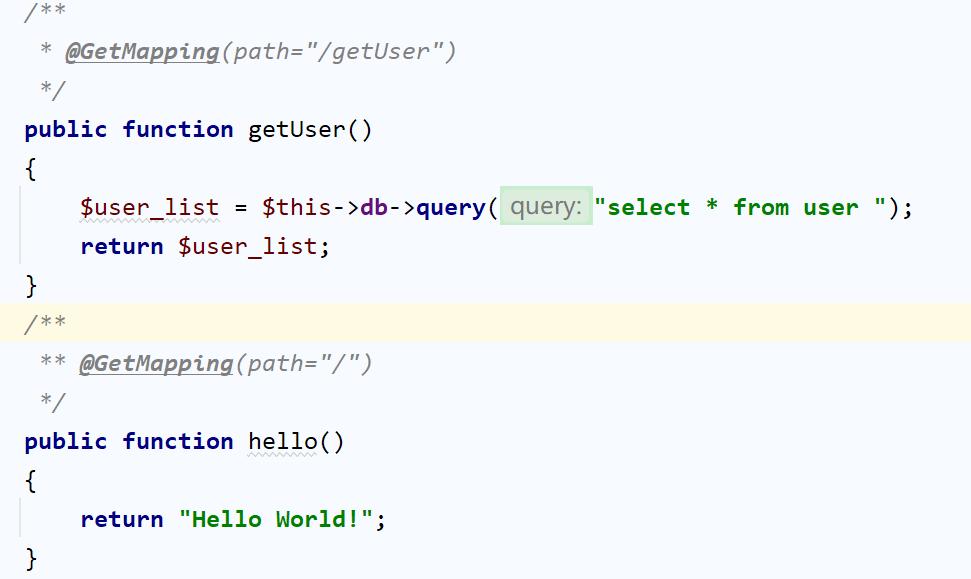 /**
 * @GetMapping(path="/getUser")
 */
public function getUser()
{
    $user_list = $this->db->query( query: "select * from user ");
    return $user_list;
}
/**
 ** @GetMapping(path="/")
 */
public function hello()
{
    return "Hello World!";
}